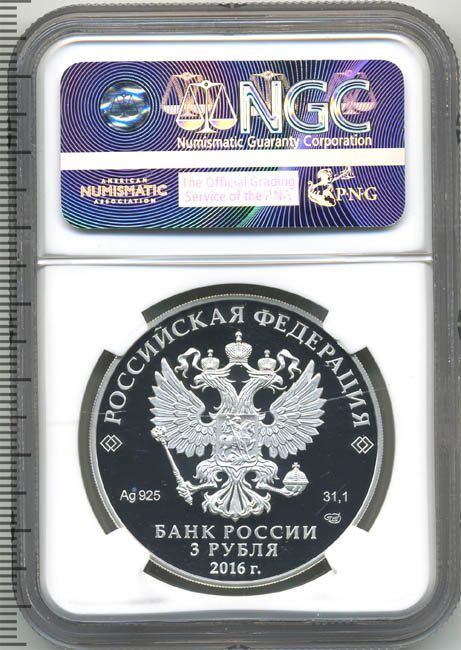 NGC
Numismatic Guaranty Corporation
AMERICAN
NUMISMATIC
ASSOCIATION
The Official Grading
Service of the ANA
PNG
РОССИЙСКАЯ ФЕДЕРАЦИЯ
Ag 925
31,1
БАНК РОССИИ
3 РУБЛЯ
2016 г.